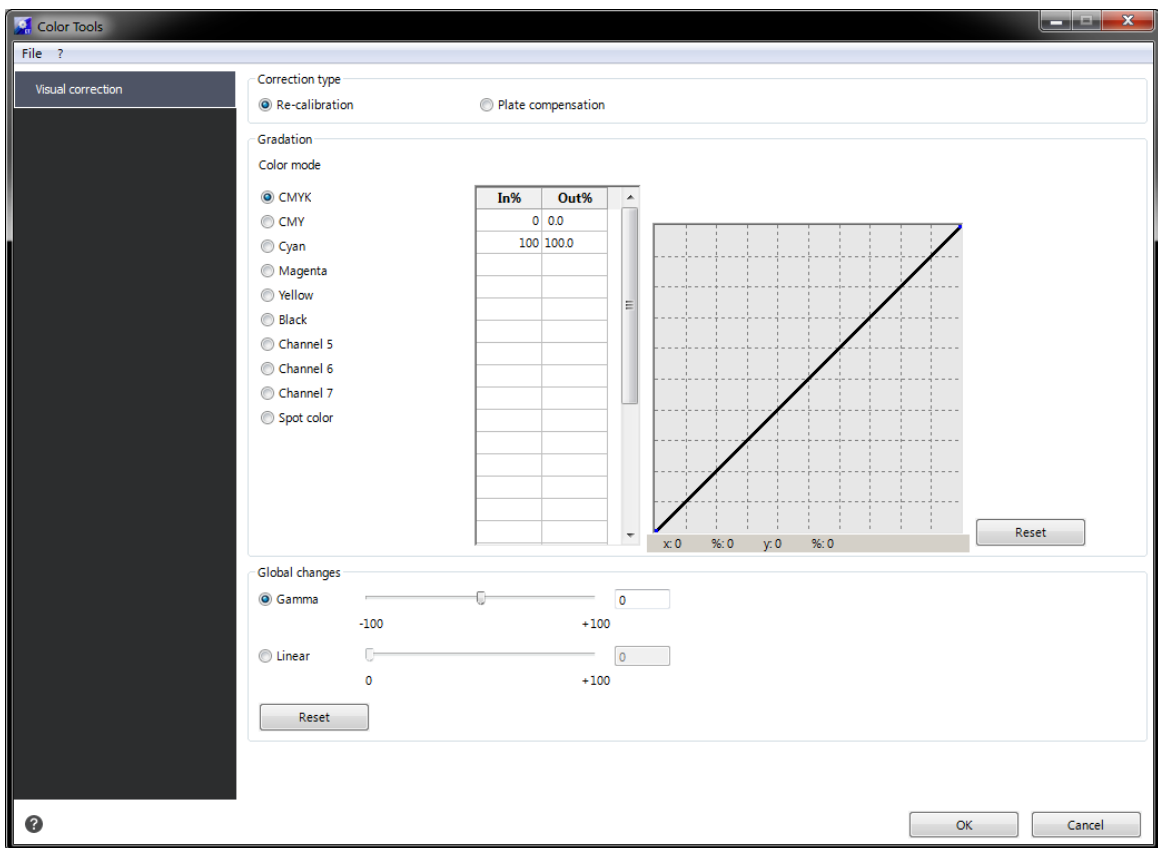 Color Tools
File ?
Visual correction
Correction type
Re-calibration Plate compensation
Gradation
Color mode
CMYK
CMY
Cyan
Magenta
Yellow
Black
Channel 5
Channel 6
Channel 7
Spot color
In% Out%
0 0.0
100 100.0
x: 0 %: 0 y: 0 %: 0
Reset
Global changes
Gamma 0
-100 +100
Linear 0
0 +100
Reset
OK Cancel